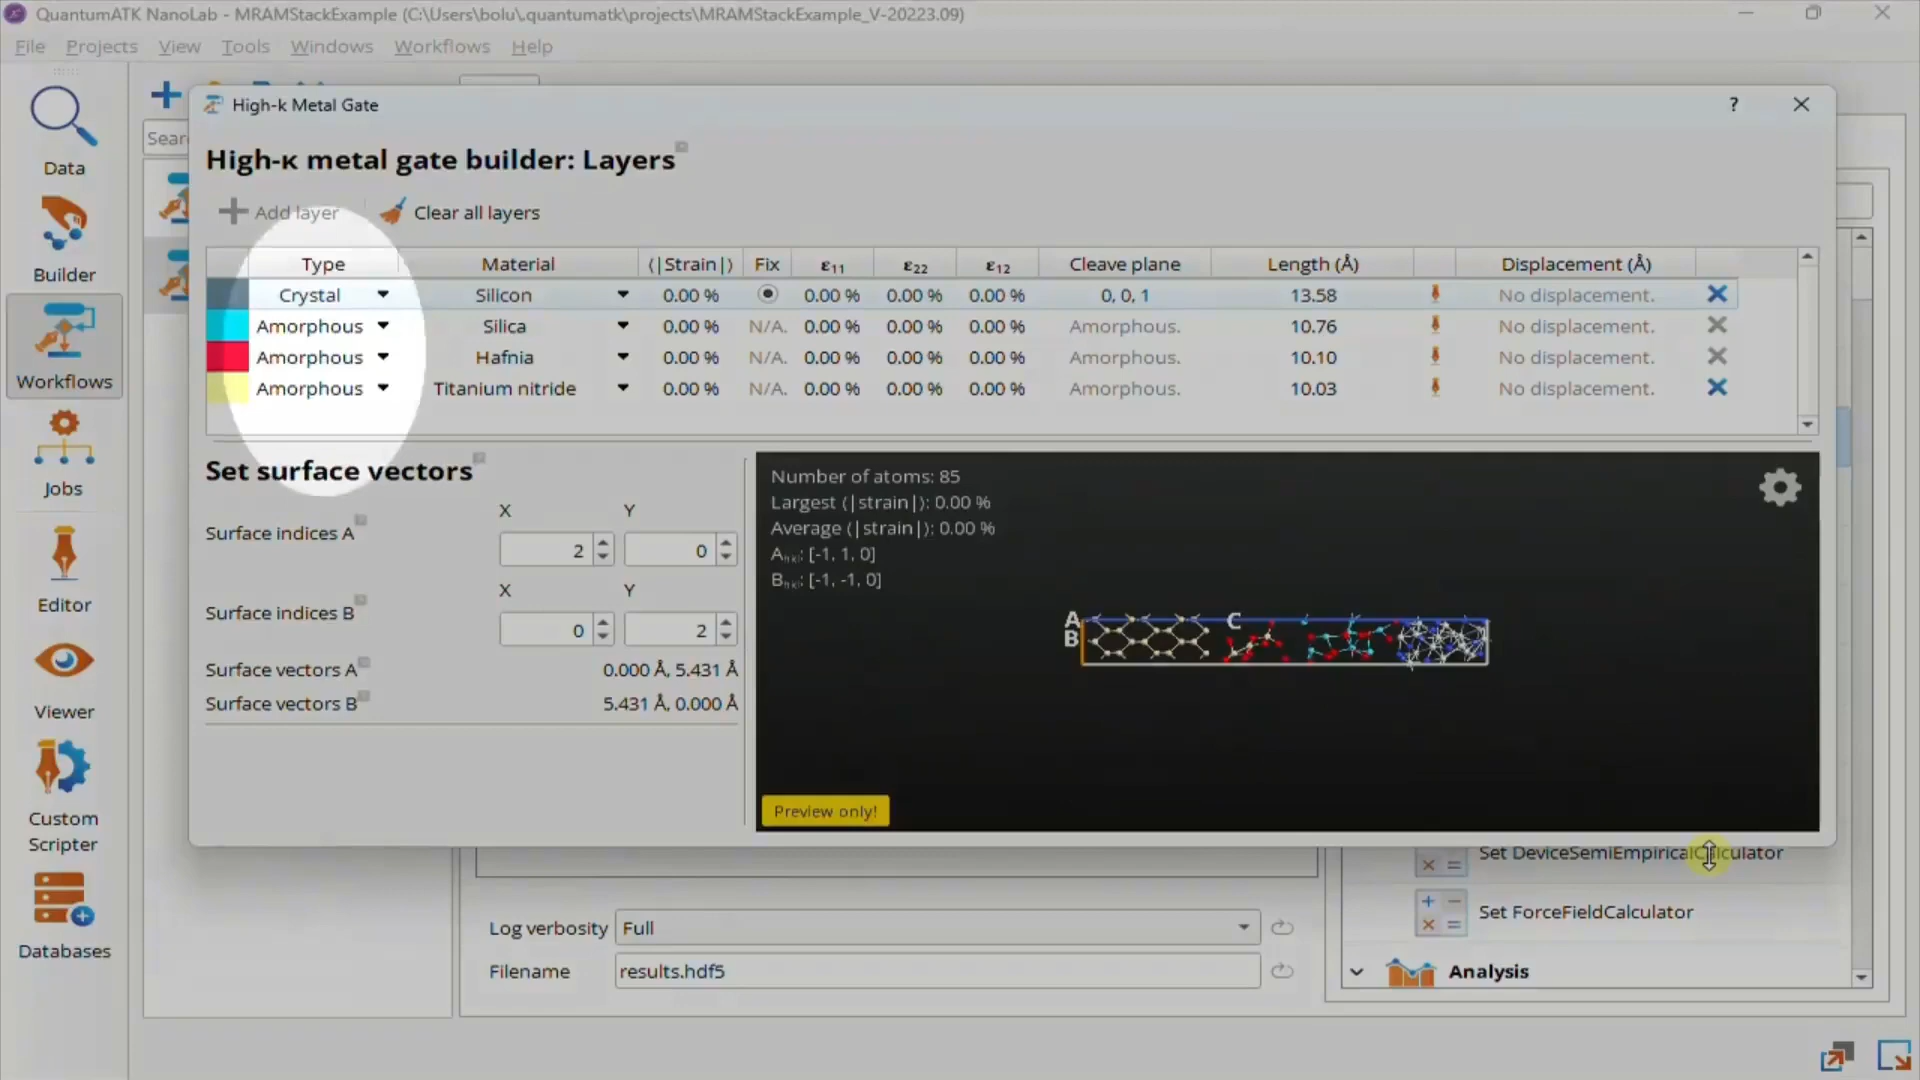 QuantumATK NanoLab - MRAMStackExample (C:\Users\bolu\.quantumatk\projects\MRAMStackExample_V-20223.09)
File Projects View Tools Windows Workflows Help
High-k Metal Gate ?
High-κ metal gate builder: Layers
Add layer Clear all layers
Type Material ⟨|Strain|⟩ Fix ε₁₁ ε₂₂ ε₁₂ Cleave plane Length (Å) Displacement (Å)
Crystal Silicon 0.00 % 0.00 % 0.00 % 0.00 % 0, 0, 1 13.58 No displacement.
Amorphous Silica 0.00 % N/A. 0.00 % 0.00 % 0.00 % Amorphous. 10.76 No displacement.
Amorphous Hafnia 0.00 % N/A. 0.00 % 0.00 % 0.00 % Amorphous. 10.10 No displacement.
Amorphous Titanium nitride 0.00 % N/A. 0.00 % 0.00 % 0.00 % Amorphous. 10.03 No displacement.
Set surface vectors
X Y
Surface indices A 2 0
X Y
Surface indices B 0 2
Surface vectors A 0.000 Å, 5.431 Å
Surface vectors B 5.431 Å, 0.000 Å
Number of atoms: 85
Largest ⟨|strain|⟩: 0.00 %
Average ⟨|strain|⟩: 0.00 %
Aₕₖₗ: [-1, 1, 0]
Bₕₖₗ: [-1, -1, 0]
A
B
C
Preview only!
Data
Builder
Workflows
Jobs
Editor
Viewer
Custom
Scripter
Databases
Sear
Set DeviceSemiEmpiricalCalculator
Set ForceFieldCalculator
Analysis
Log verbosity Full
Filename results.hdf5